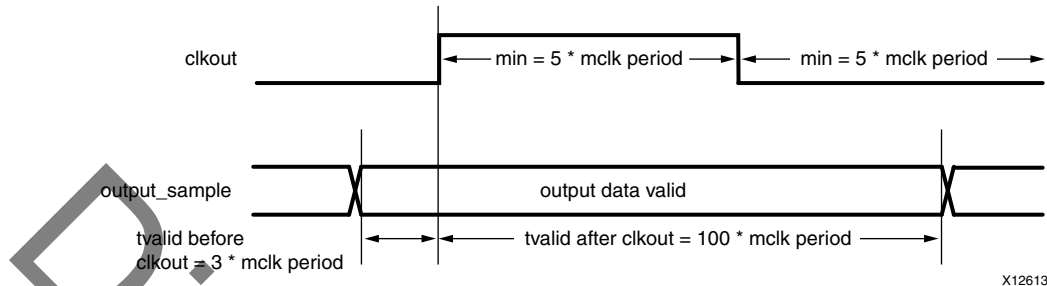 clkout
min = 5 * mclk period
min = 5 * mclk period
output_sample
output data valid
tvalid before
clkout = 3 * mclk period
tvalid after clkout = 100 * mclk period
X12613